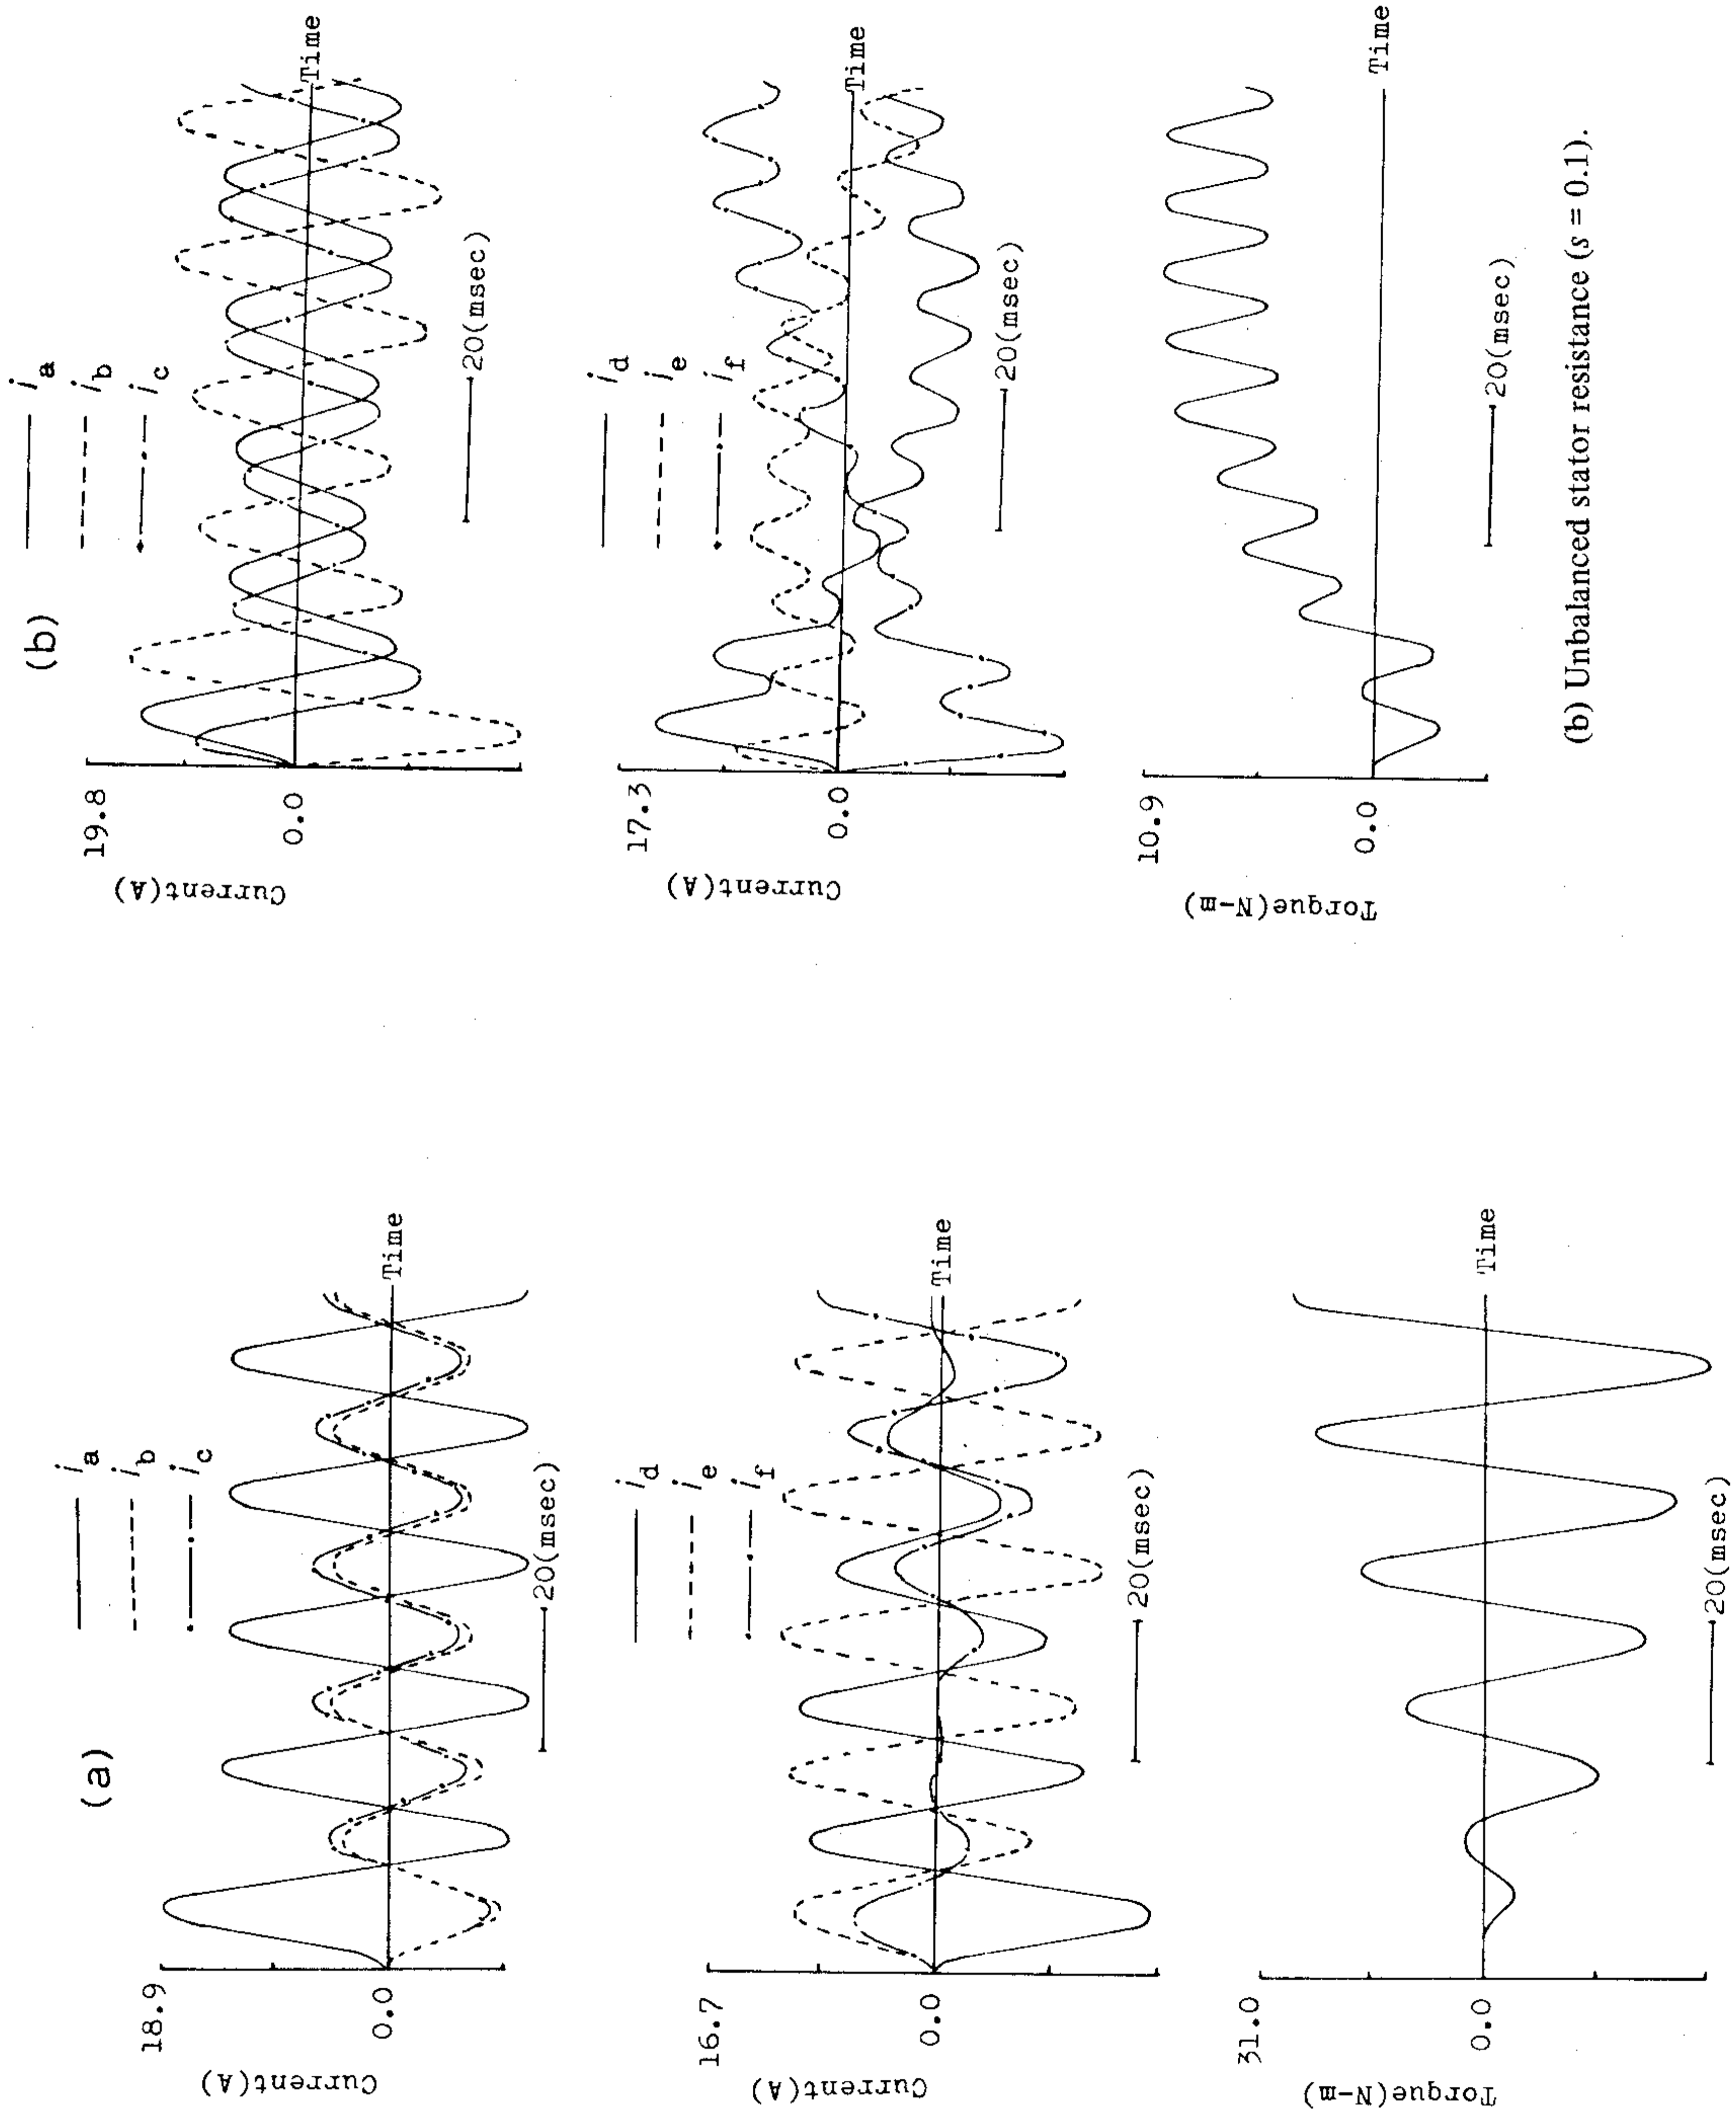 (a)
i_a
i_b
i_c
18.9
0.0
Current(A)
Time
20(msec)
i_d
i_e
i_f
16.7
0.0
Current(A)
Time
20(msec)
31.0
0.0
Torque(N-m)
Time
20(msec)
(b)
i_a
i_b
i_c
19.8
0.0
Current(A)
Time
20(msec)
i_d
i_e
i_f
17.3
0.0
Current(A)
Time
20(msec)
10.9
0.0
Torque(N-m)
Time
20(msec)
(b) Unbalanced stator resistance (s = 0.1).